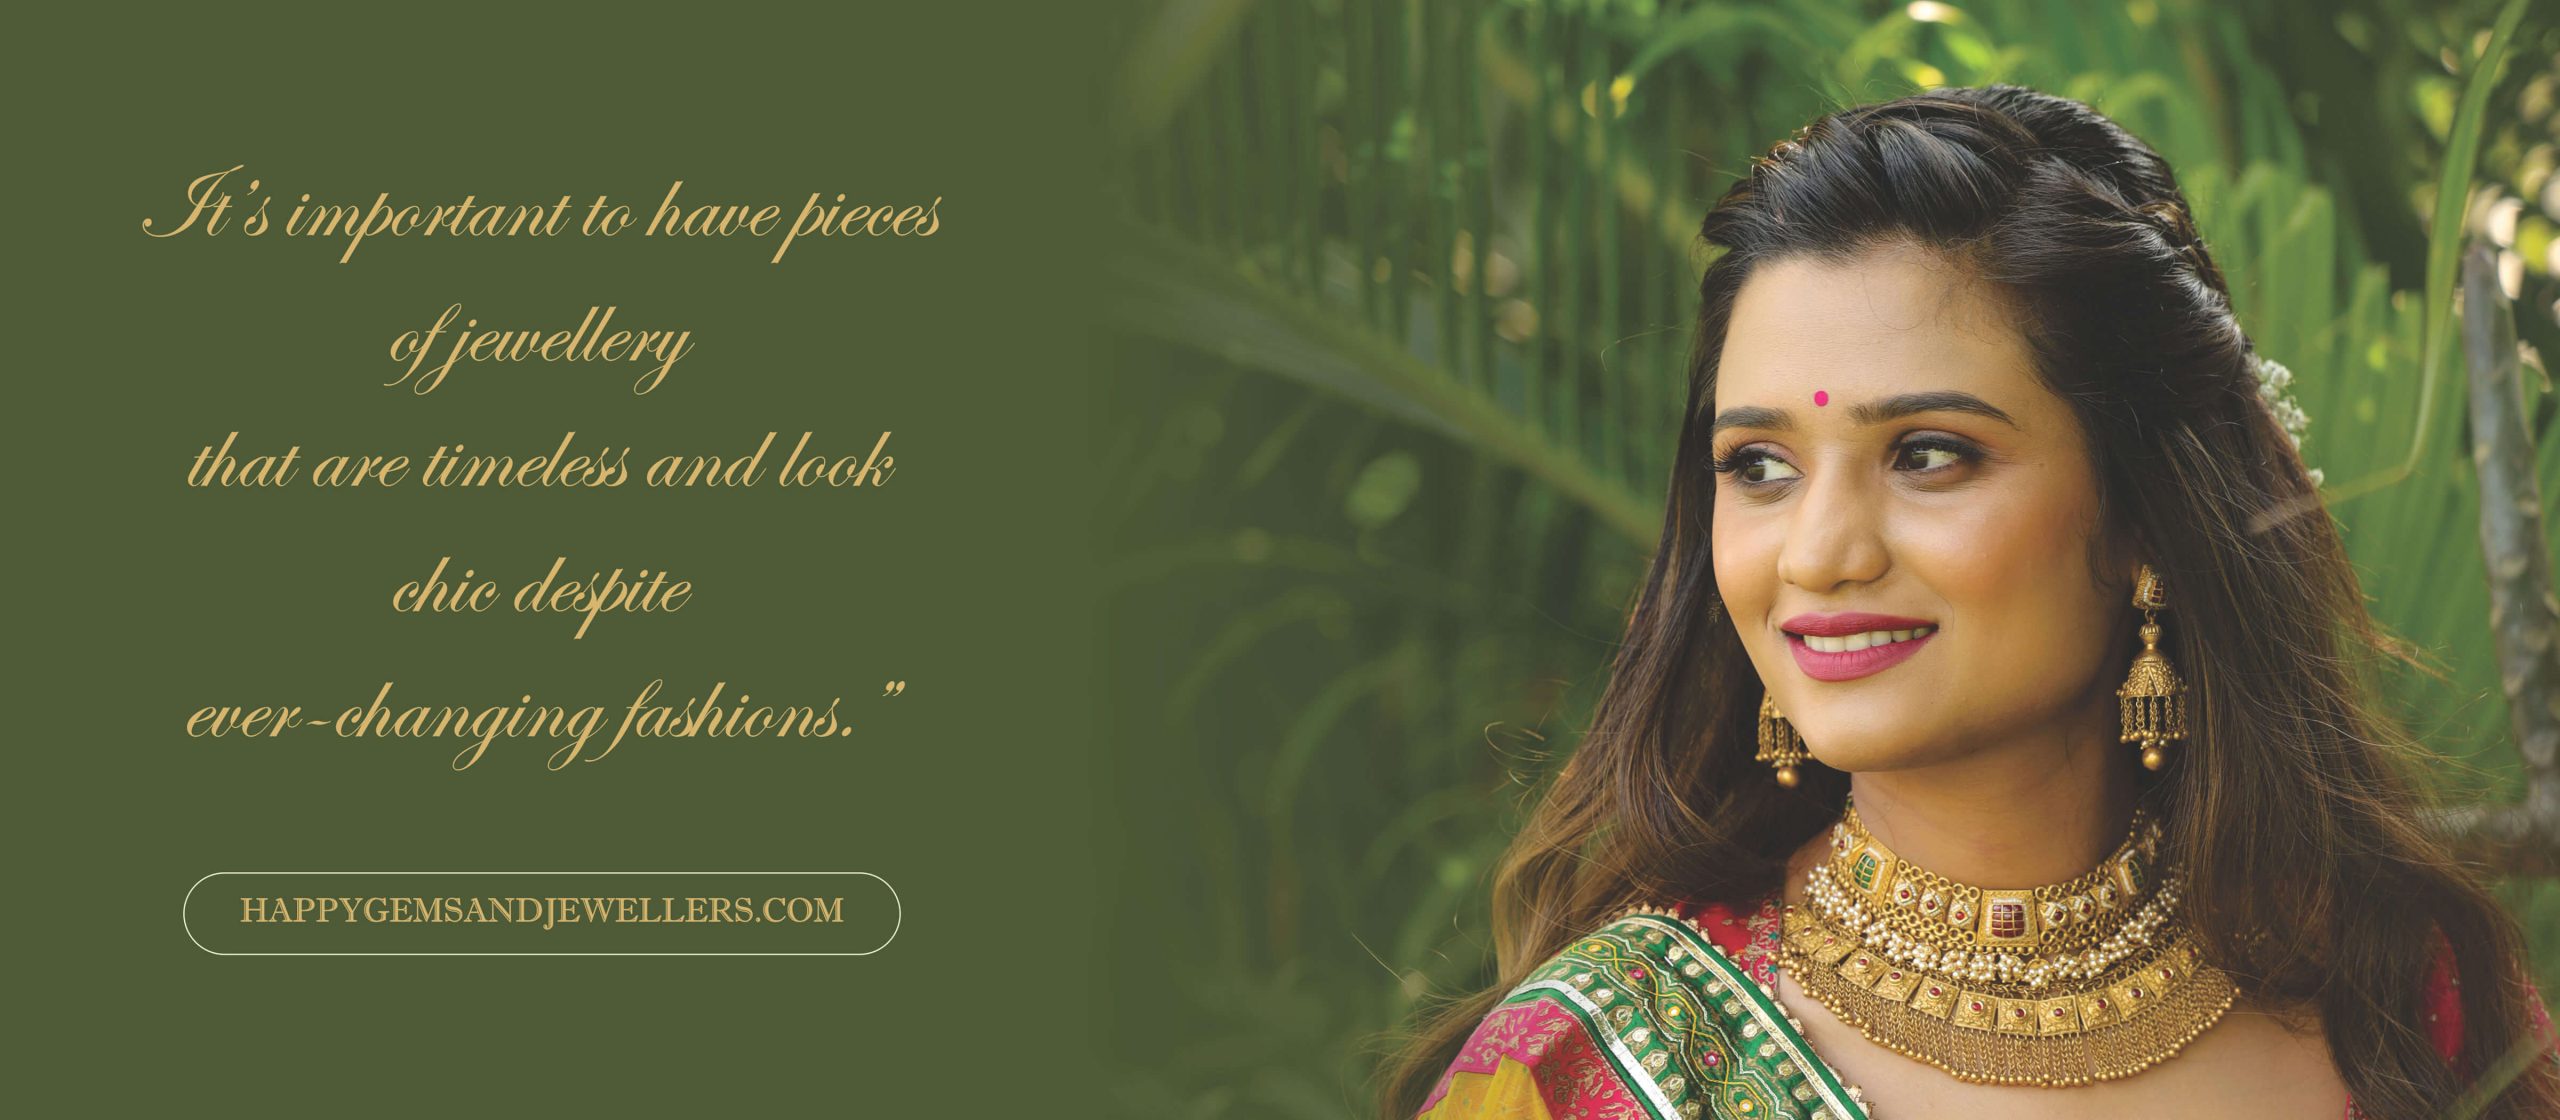 It’s important to have pieces
of jewellery
that are timeless and look
chic despite
ever-changing fashions.”
HAPPYGEMSANDJEWELLERS.COM